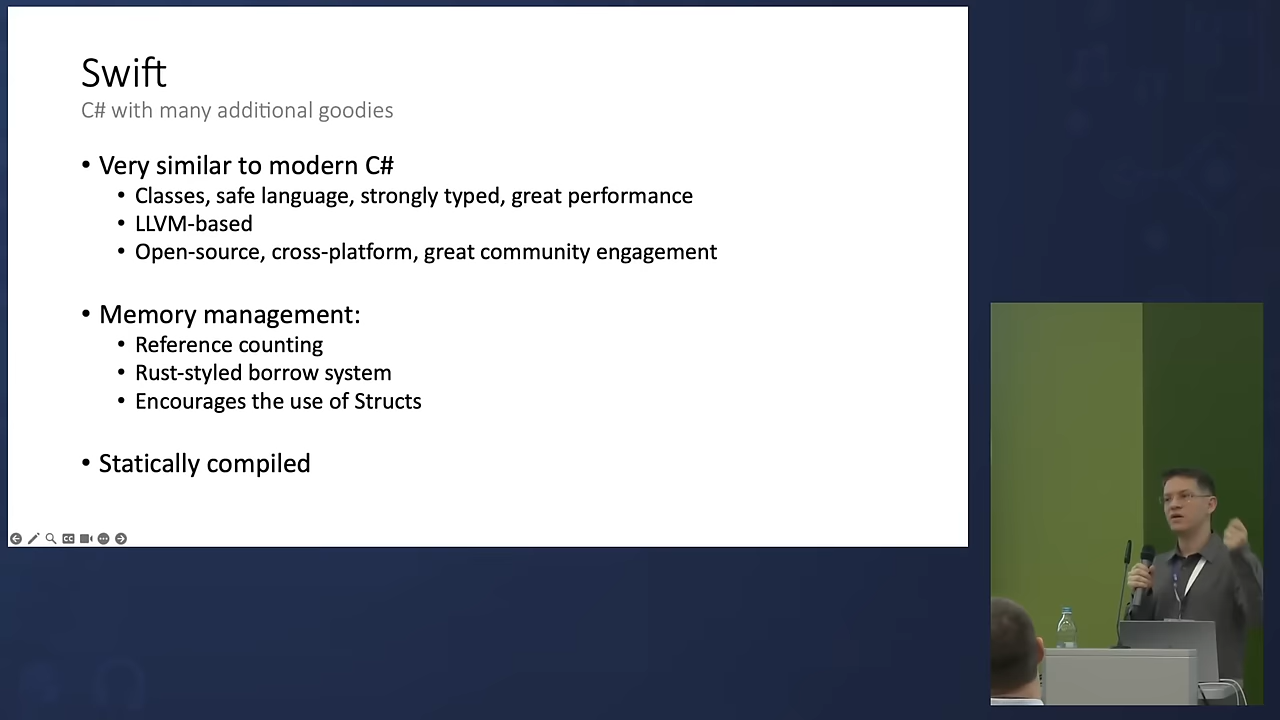 Swift
C# with many additional goodies
• Very similar to modern C#
• Classes, safe language, strongly typed, great performance
• LLVM-based
• Open-source, cross-platform, great community engagement
• Memory management:
• Reference counting
• Rust-styled borrow system
• Encourages the use of Structs
• Statically compiled
CC